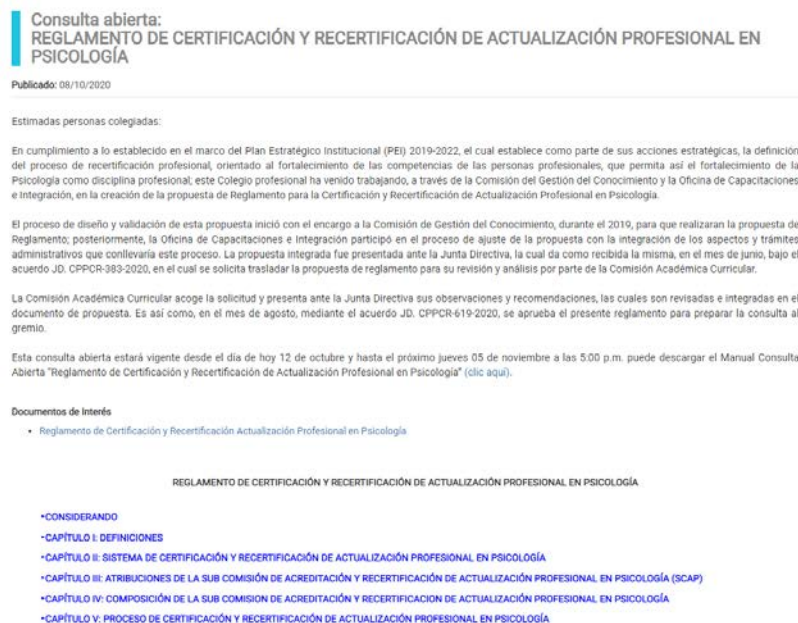 Consulta abierta:
REGLAMENTO DE CERTIFICACIÓN Y RECERTIFICACIÓN DE ACTUALIZACIÓN PROFESIONAL EN
PSICOLOGÍA
Publicado: 08/10/2020
Estimadas personas colegiadas:
En cumplimiento a lo establecido en el marco del Plan Estratégico Institucional (PEI) 2019-2022, el cual establece como parte de sus acciones estratégicas, la definición
del proceso de recertificación profesional, orientado al fortalecimiento de las competencias de las personas profesionales, que permita así el fortalecimiento de la
Psicología como disciplina profesional; este Colegio profesional ha venido trabajando, a través de la Comisión del Gestión del Conocimiento y la Oficina de Capacitaciones
e Integración, en la creación de la propuesta de Reglamento para la Certificación y Recertificación de Actualización Profesional en Psicología.
El proceso de diseño y validación de esta propuesta inició con el encargo a la Comisión de Gestión del Conocimiento, durante el 2019, para que realizaran la propuesta de
Reglamento; posteriormente, la Oficina de Capacitaciones e Integración participó en el proceso de ajuste de la propuesta con la integración de los aspectos y trámites
administrativos que conllevaría este proceso. La propuesta integrada fue presentada ante la Junta Directiva, la cual da como recibida la misma, en el mes de junio, bajo el
acuerdo JD. CPPCR-383-2020, en el cual se solicita trasladar la propuesta de reglamento para su revisión y análisis por parte de la Comisión Académica Curricular.
La Comisión Académica Curricular acoge la solicitud y presenta ante la Junta Directiva sus observaciones y recomendaciones, las cuales son revisadas e integradas en el
documento de propuesta. Es así como, en el mes de agosto, mediante el acuerdo JD. CPPCR-619-2020, se aprueba el presente reglamento para preparar la consulta al
gremio.
Esta consulta abierta estará vigente desde el día de hoy 12 de octubre y hasta el próximo jueves 05 de noviembre a las 5:00 p.m. puede descargar el Manual Consulta
Abierta "Reglamento de Certificación y Recertificación de Actualización Profesional en Psicología" (clic aquí).
Documentos de Interés
• Reglamento de Certificación y Recertificación Actualización Profesional en Psicología
REGLAMENTO DE CERTIFICACIÓN Y RECERTIFICACIÓN DE ACTUALIZACIÓN PROFESIONAL EN PSICOLOGÍA
•CONSIDERANDO
•CAPÍTULO I: DEFINICIONES
•CAPÍTULO II: SISTEMA DE CERTIFICACIÓN Y RECERTIFICACIÓN DE ACTUALIZACIÓN PROFESIONAL EN PSICOLOGÍA
•CAPÍTULO III: ATRIBUCIONES DE LA SUB COMISIÓN DE ACREDITACIÓN Y RECERTIFICACIÓN DE ACTUALIZACIÓN PROFESIONAL EN PSICOLOGÍA (SCAP)
•CAPÍTULO IV: COMPOSICIÓN DE LA SUB COMISION DE ACREDITACIÓN Y RECERTIFICACION DE ACTUALIZACIÓN PROFESIONAL EN PSICOLOGÍA
•CAPÍTULO V: PROCESO DE CERTIFICACIÓN Y RECERTIFICACIÓN DE ACTUALIZACIÓN PROFESIONAL EN PSICOLOGÍA